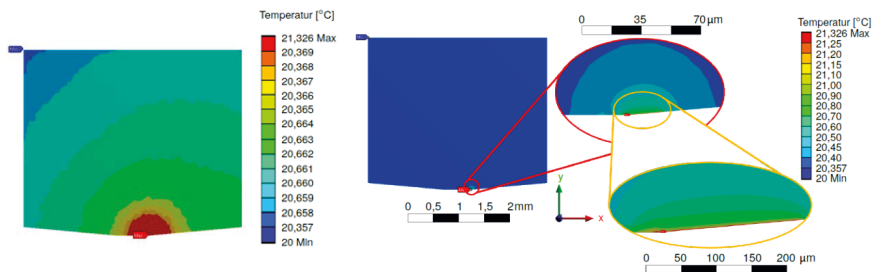 Temperatur [°C]
21,326 Max
20,369
20,368
20,367
20,366
20,365
20,664
20,663
20,662
20,661
20,660
20,659
20,658
20,357
20 Min
0 0,5 1 1,5 2mm
0 35 70 µm
y
x
Temperatur [°C]
21,326 Max
21,25
21,20
21,15
21,10
21,00
20,90
20,80
20,70
20,60
20,50
20,45
20,40
20,357
20 Min
0 50 100 150 200 µm